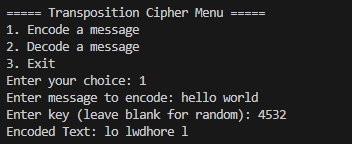 ===== Transposition Cipher Menu =====
1. Encode a message
2. Decode a message
3. Exit
Enter your choice: 1
Enter message to encode: hello world
Enter key (leave blank for random): 4532
Encoded Text: lo lwdhore l